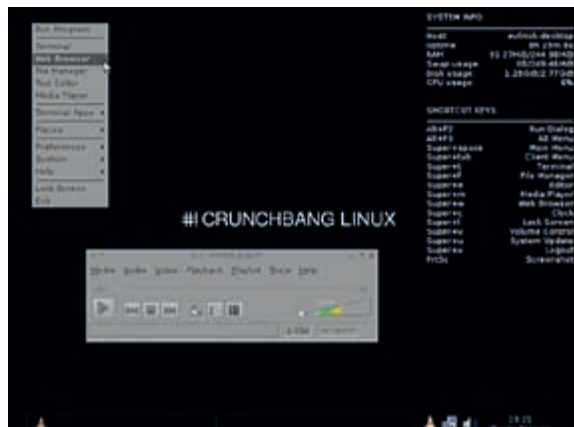 Run Program
Terminal
Web Browser
File Manager
Text Editor
Media Player
Terminal Apps
Places
Preferences
System
Help
Lock Screen
Exit
#! CRUNCHBANG LINUX
Media Audio Video Playback Playlist Tools Help
1.00x
SYSTEM INFO
Host
Uptime
RAM
Swap usage
Disk usage
CPU usage
SHORTCUT KEYS
Alt+F2 Run Dialog
Alt+F3 All Menu
Super+space Main Menu
Super+tab Client Menu
Super+t Terminal
Super+f File Manager
Super+e Editor
Super+m Media Player
Super+w Web Browser
Super+c Clock
Super+l Lock Screen
Super+v Volume Control
Super+u System Update
Super+x Logout
PrtSc Screenshot